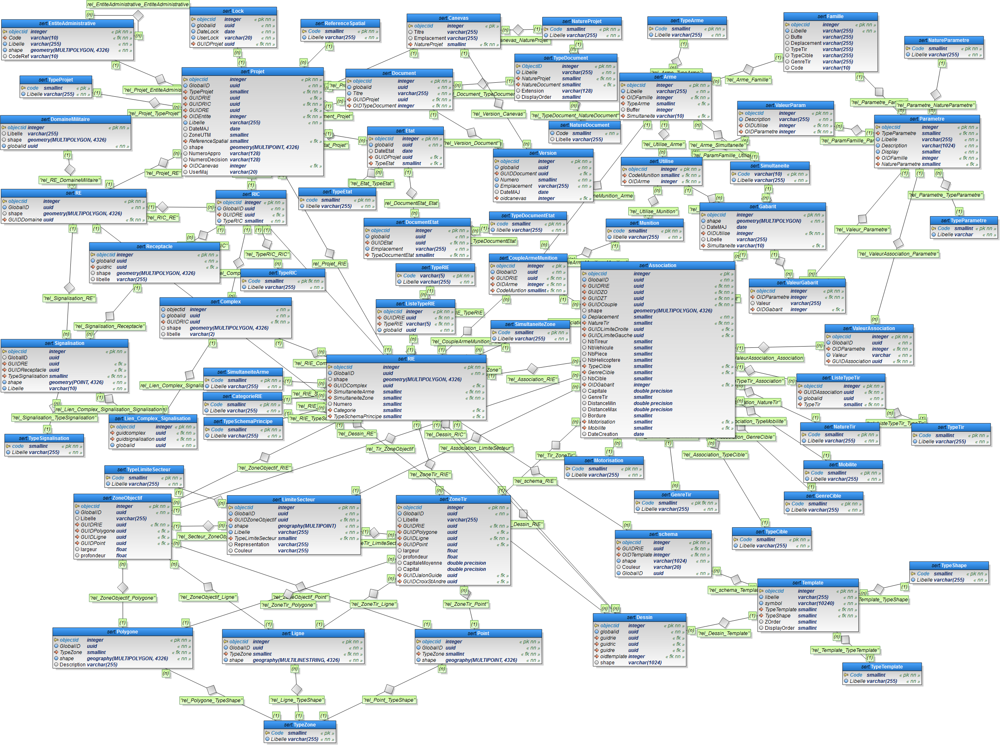 rel_EntiteAdministrative_EntiteAdministrative
sert.EntiteAdministrative
objectid integer « pk nn »
Code varchar(10) « fk nn »
Libelle varchar(255) « nn »
shape geometry(MULTIPOLYGON, 4326) « nn »
CodeRef varchar(10)
sert.Lock
objectid integer « pk nn »
globalid uuid « nn »
DateLock date « nn »
UserLock varchar(20) « nn »
GUIDProjet uuid « fk nn »
sert.ReferenceSpatial
Code smallint « pk nn »
Libelle varchar(255) « nn »
sert.Canevas
objectid integer « pk »
Titre varchar(255)
Emplacement varchar(255)
NatureProjet smallint « fk nn »
sert.NatureProjet
Code smallint « pk nn »
Libelle varchar(255) « nn »
sert.TypeArme
Code smallint « pk nn »
Libelle varchar(255) « nn »
sert.Famille
objectid integer « pk nn »
Libelle varchar(255) « nn »
Butte varchar(255)
Deplacement varchar(255)
TypeTir varchar(255)
TypeCible varchar(255)
GenreTir varchar(255)
Code varchar(10)
sert.NatureParametre
Code smallint « pk nn »
Libelle varchar(255) « nn »
sert.TypeProjet
code smallint « pk »
Libelle varchar(255) « nn »
sert.Projet
objectid integer « pk nn »
GlobalID uuid « nn »
TypeProjet smallint « fk nn »
GUIDRIE uuid « fk »
GUIDRIC uuid « fk nn »
GUIDRE uuid « fk »
OIDEntite integer « fk nn »
Libelle varchar(255) « nn »
DateMAJ date
ZoneUTM smallint
ReferenceSpatial smallint « fk »
shape geometry(MULTIPOINT, 4326)
NumeroAppro varchar(128)
NumeroDecision varchar(128)
OIDCanevas integer « fk »
UserMaj varchar(20)
sert.Document
objectid integer « pk nn »
globalid uuid « nn »
Titre varchar(255) « nn »
GUIDProjet uuid « fk nn »
OIDTypeDocument integer « fk nn »
sert.TypeDocument
ObjectID integer « pk nn »
Libelle varchar(255) « nn »
NatureProjet smallint « fk nn »
NatureDocument smallint « fk »
Extension varchar(128)
DisplayOrder smallint
sert.Arme
objectid integer « pk nn »
Libelle varchar(255) « nn »
OIDFamille integer « fk nn »
TypeArme smallint « fk »
Buffer integer
Simultaneite varchar(10) « fk »
"rel_Arme_Famille"
"rel_Projet_TypeProjet"
"rel_Version_Canevas"
"rel_TypeDocument_NatureDocument"
"rel_Parametre_NatureParametre"
sert.DomaineMilitaire
objectid integer « pk nn »
Libelle varchar(255)
shape geometry(MULTIPOLYGON, 4326)
globalid uuid « nn »
sert.NatureDocument
Code smallint « nn »
Libelle varchar(255)
sert.ValeurParam
objectid integer « pk nn »
Description varchar(255) « nn »
OIDUtilise integer « fk nn »
OIDParametre integer « fk nn »
sert.Parametre
objectid integer « pk nn »
TypeParametre smallint « fk nn »
Libelle varchar(255) « nn »
Description varchar(1024) « nn »
Display smallint « nn »
OIDFamille integer « fk nn »
NatureParametre smallint « fk »
sert.Etat
objectid integer « pk nn »
globalid uuid « nn »
DateEtat date
GUIDProjet uuid « fk »
TypeEtat smallint « fk nn »
"rel_Version_Document"
"rel_Utilise_Arme"
"rel_Arme_Simultaneite"
sert.Version
objectid integer « pk nn »
globalid uuid « nn »
GUIDDocument uuid « fk »
Numero smallint « nn »
Emplacement varchar(255) « nn »
DateMAJ date
oidcanevas integer « fk »
sert.Utilise
objectid integer « pk nn »
CodeMunition smallint « fk nn »
OIDArme integer « fk nn »
sert.Simultaneite
Code varchar(10) « pk nn »
Libelle varchar(255) « nn »
"rel_Projet_RE"
"rel_RE_DomaineMilitaire"
"rel_Etat_TypeEtat"
sert.RE
objectid integer « pk nn »
GlobalID uuid « nn »
shape geometry(MULTIPOLYGON, 4326)
GUIDDomaine uuid « fk nn »
"rel_RIC_RE"
sert.RIC
objectid integer « pk nn »
GlobalID uuid « nn »
GUIDRE uuid « fk nn »
TypeRIC smallint « nn »
sert.TypeEtat
code smallint « pk nn »
libelle varchar(255) « nn »
rel_DocumentEtat_Etat
"rel_Utilise_Munition"
"rel_Parametre_TypeParametre"
sert.Gabarit
objectid integer « pk nn »
shape geometry(MULTIPOLYGON) « nn »
DateMAJ date
OIDUtilise integer « fk nn »
Libelle varchar(255)
Simultaneite varchar(10) « fk »
sert.DocumentEtat
objectid integer « pk nn »
globalid uuid « nn »
GUIDEtat uuid « fk nn »
Emplacement varchar(255) « nn »
TypeDocumentEtat smallint « fk nn »
sert.TypeDocumentEtat
code smallint « pk nn »
libelle varchar(255) « nn »
sert.Munition
code smallint « pk nn »
libelle varchar(255) « nn »
sert.TypeParametre
Code smallint « pk nn »
Libelle varchar « nn »
"rel_Valeur_Parametre"
"rel_ValeurAssociation_Parametre"
sert.Receptacle
objectid integer « pk nn »
globalid uuid « nn »
guidric uuid « fk »
shape geometry(MULTIPOLYGON, 4326)
libelle varchar(255)
"rel_TypeRIC_RIC"
rel_Projet_RIE
sert.TypeRIC
Code smallint « pk fk nn »
Libelle varchar(255) « nn »
sert.TypeRIE
Code varchar(5) « pk nn »
Libelle varchar(255) « nn »
sert.CoupleArmeMunition
objectid integer « pk »
GlobalID uuid « nn »
GUIDRIE uuid « fk nn »
OIDArme integer « fk nn »
CodeMuntion smallint « fk nn »
sert.Association
objectid integer « pk »
GlobalID uuid « nn »
GUIDRIE uuid « fk nn »
GUIDZO uuid « fk nn »
GUIDZT uuid « fk nn »
GUIDCouple uuid « fk nn »
shape geometry(MULTIPOLYGON, 4326)
Deplacement smallint « nn »
NatureTir smallint « fk nn »
GUIDLimiteDroite uuid « fk »
GUIDLimiteGauche uuid « fk »
NbTireur smallint
NbVehicule smallint
NbPiece smallint
NbHelicoptere smallint
TypeCible smallint « fk »
GenreCible smallint « fk »
NbCible smallint
OIDGabarit integer « fk »
Capitale double precision
GenreTir smallint
DistanceMin double precision
DistanceMax double precision
Bordure smallint
Motorisation smallint « fk »
Mobilite smallint « fk »
DateCreation date
sert.ValeurGabarit
objectid integer « pk nn »
OIDParametre integer « fk nn »
Valeur varchar(255)
OIDGabarit integer « fk »
"rel_Signalisation_RE"
sert.Complex
objectid integer « nn »
globalid uuid « nn »
GUIDRIC uuid « fk nn »
shape geometry(MULTIPOLYGON, 4326)
libelle varchar(2)
sert.ListeTypeRIE
objectid integer « pk nn »
GUIDRIE uuid « fk nn »
TypeRIE varchar(5) « fk nn »
globalid uuid « nn »
"rel_Signalisation_Receptacle"
sert.SimultaneiteZone
Code smallint « pk nn »
Libelle varchar(255) « nn »
sert.ValeurAssociation
objectid integer « pk nn »
GlobalID uuid « nn »
OIDParametre integer « fk nn »
Valeur varchar « nn »
GUIDAssociation uuid « fk nn »
sert.Signalisation
objectid integer « pk nn »
GlobalID uuid
GUIDRE uuid « fk »
GUIDReceptacle uuid « fk »
TypeSignalisation smallint « fk nn »
shape geometry(POINT, 4326) « nn »
Libelle varchar(10) « nn »
sert.RIE
objectid integer « pk nn »
GlobalID uuid « nn »
shape geometry(MULTIPOLYGON, 4326)
GUIDComplex uuid « fk »
SimultaneiteArme smallint « fk nn »
SimultaneiteZone smallint « fk nn »
Numero smallint
Categorie smallint « fk »
TypeSchemaPrincipe smallint « fk »
sert.SimultaneiteArme
Code smallint « pk nn »
Libelle varchar(255) « nn »
sert.CategorieRIE
Code smallint « pk nn »
Libelle varchar(255) « nn »
sert.TypeSchemaPrincipe
Code smallint « pk nn »
Libelle varchar(255) « nn »
"rel_Association_RIE"
sert.ListeTypeTir
objectid integer « pk nn »
GUIDAssociation uuid « fk nn »
globalid uuid « nn »
TypeTir smallint « fk nn »
"rel_Lien_Complex_Signalisation_Signalisation"
"rel_Signalisation_TypeSignalisation"
sert.Lien_Complex_Signalisation
objectid integer « pk nn »
guidcomplex uuid « fk nn »
guidsignalisation uuid « fk nn »
globalid uuid « nn »
sert.TypeSignalisation
code smallint « pk nn »
Libelle varchar(255) « nn »
sert.NatureTir
Code smallint « pk nn »
Libelle varchar(255) « nn »
sert.TypeTir
Code smallint « pk nn »
Libelle varchar(255) « nn »
"rel_Dessin_RE"
"rel_Dessin_RIC"
rel_Tir_ZoneObjectif
"rel_Association_LimiteSecteur"
"rel_Tir_ZoneTir"
"rel_Association_TypeCible"
"rel_ZoneObjectif_RIE"
"rel_ZoneTir_RIE"
"rel_schema_RIE"
sert.Motorisation
Code smallint « pk nn »
Libelle varchar(255) « nn »
sert.Mobilite
Code smallint « pk nn »
Libelle varchar(255) « nn »
sert.TypeLimiteSecteur
Code smallint « pk nn »
Libelle varchar(255) « nn »
sert.GenreTir
Code smallint « pk fk nn »
Libelle varchar(255) « nn »
sert.GenreCible
Code smallint « pk nn »
Libelle varchar(255) « nn »
sert.ZoneObjectif
objectid integer « pk nn »
GlobalID uuid « nn »
Libelle varchar(255)
GUIDRIE uuid « fk nn »
GUIDPolygone uuid « fk »
GUIDLigne uuid « fk »
GUIDPoint uuid « fk »
largeur float
profondeur float
sert.LimiteSecteur
objectid integer « pk nn »
GlobalID uuid « nn »
GUIDZoneObjectif uuid « fk nn »
shape geography(MULTIPOINT) « nn »
Libelle varchar(255) « nn »
TypeLimiteSecteur smallint « fk nn »
Representation varchar(255)
Couleur varchar(255)
sert.ZoneTir
objectid integer « pk nn »
GlobalID uuid « nn »
Libelle varchar(255)
GUIDRIE uuid « fk nn »
GUIDPolygone uuid « fk »
GUIDLigne uuid « fk nn »
GUIDPoint uuid « fk »
largeur float
profondeur float
CapitaleMoyenne double precision
Capital double precision
GUIDJalonGuide uuid « fk »
GUIDCroixStAndre uuid « fk »
sert.schema
objectid integer « pk nn »
GUIDRIE uuid « fk nn »
OIDTemplate integer « fk nn »
shape varchar(1024) « nn »
Couleur varchar(20)
GlobalID uuid « nn »
sert.TypeCible
Code smallint « pk nn »
Libelle varchar(255) « nn »
sert.TypeShape
Code smallint « pk nn »
Libelle varchar(255) « nn »
sert.Template
objectid integer « pk nn »
libelle varchar(255) « nn »
symbol varchar(10240) « nn »
TypeTemplate smallint « fk nn »
TypeShape smallint « fk nn »
ZOrder smallint
DisplayOrder smallint
"rel_ZoneObjectif_Polygone"
"rel_ZoneObjectif_Ligne"
"rel_ZoneObjectif_Point"
"rel_ZoneTir_Polygone"
"rel_ZoneTir_Ligne"
"rel_ZoneTir_Point"
sert.Polygone
objectid integer « pk nn »
GlobalID uuid « nn »
TypeZone smallint « fk nn »
shape geography(MULTIPOLYGON, 4326) « nn »
Description varchar(255)
sert.Ligne
objectid integer « pk nn »
GlobalID uuid « nn »
TypeZone smallint « fk nn »
shape geography(MULTILINESTRING, 4326) « nn »
sert.Point
objectid integer « pk nn »
GlobalID uuid « nn »
TypeZone smallint « fk nn »
shape geography(MULTIPOINT, 4326) « nn »
sert.Dessin
objectid integer « pk nn »
globalid uuid « nn »
guidrie uuid « fk »
guidric uuid « fk »
guidre uuid « fk »
oidtemplate integer « fk nn »
shape varchar(1024)
"rel_Dessin_Template"
"rel_Template_TypeTemplate"
sert.TypeTemplate
Code smallint « pk nn »
Libelle varchar(255) « nn »
"rel_Polygone_TypeShape"
"rel_Ligne_TypeShape"
"rel_Point_TypeShape"
sert.TypeZone
Code smallint « pk »
Libelle varchar(255) « nn »